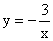 y = -3/x